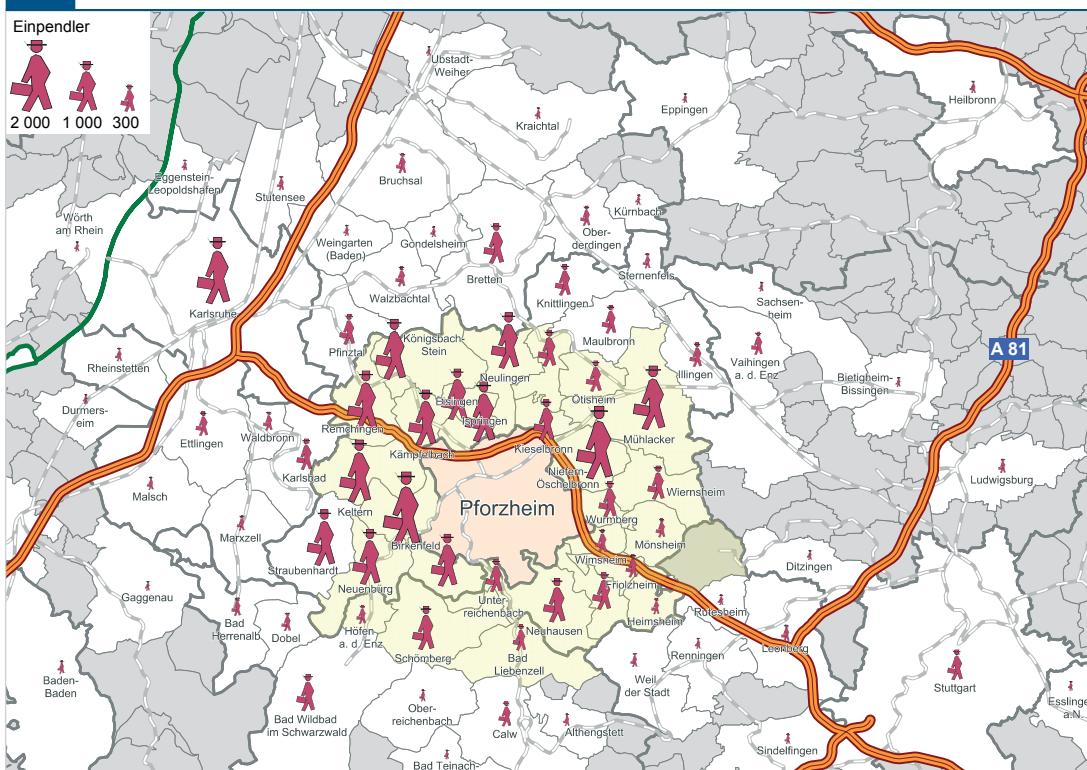 Einpendler
2 000
1 000
300
Ubstadt-
Weiher
Heilbronn
Eppingen
Kraichtal
Eggenstein-
Leopoldshafen
Stutensee
Bruchsal
Wörth
am Rhein
Kürnbach
Ober-
derdingen
Weingarten
(Baden)
Gondelsheim
Bretten
Sternenfels
Walzbachtal
Knittlingen
Sachsen-
heim
Karlsruhe
Königsbach-
Stein
Pfinztal
Maulbronn
A 81
Rheinstetten
Neulingen
Illlingen
Vaihingen
a. d. Enz
Bietigheim-
Bissingen
Durmers-
eim
Eisingen
Ötisheim
Ispringen
Remchingen
Ettlingen
Waldbronn
Mühlacker
Kämpfelbach
Kieselbronn
Karlsbad
Niefern-
Öschelbronn
Ludwigsburg
Malsch
Wiernsheim
Keltern
Pfort­zheim
Wurmberg
Marxzell
Birkenfeld
Mönsheim
Straubenhardt
Wimsheim
Ditzingen
Neuenbürg
Friolzheim
Gaggenau
Unter-
reichenbach
Rutesheim
Bad
Herrenalb
Dobel
Höfen
a. d. Enz
Neuhausen
Heimsheim
Leonberg
Schömberg
Bad
Liebenzell
Renningen
Baden-
Baden
Weil
der Stadt
Stuttgart
Esslinge
a.N.
Bad Wildbad
im Schwarzwald
Ober-
reichenbach
Calw
Althengstett
Sindelfingen
Bad Teinach-